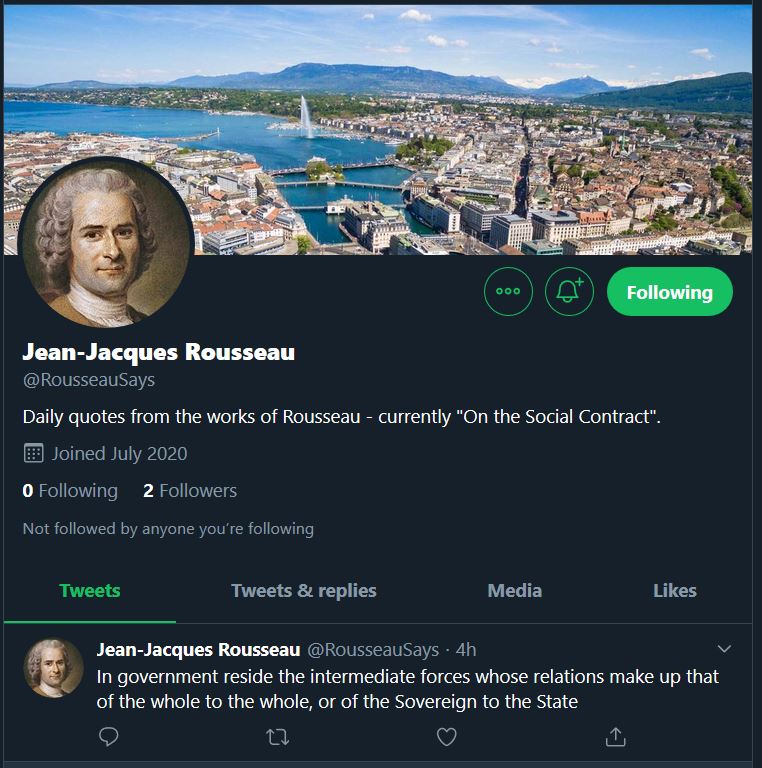 Following
Jean-Jacques Rousseau
@RousseauSays
Daily quotes from the works of Rousseau - currently "On the Social Contract".
Joined July 2020
0 Following 2 Followers
Not followed by anyone you're following
Tweets Tweets & replies Media Likes
Jean-Jacques Rousseau @RousseauSays · 4h
In government reside the intermediate forces whose relations make up that
of the whole to the whole, or of the Sovereign to the State